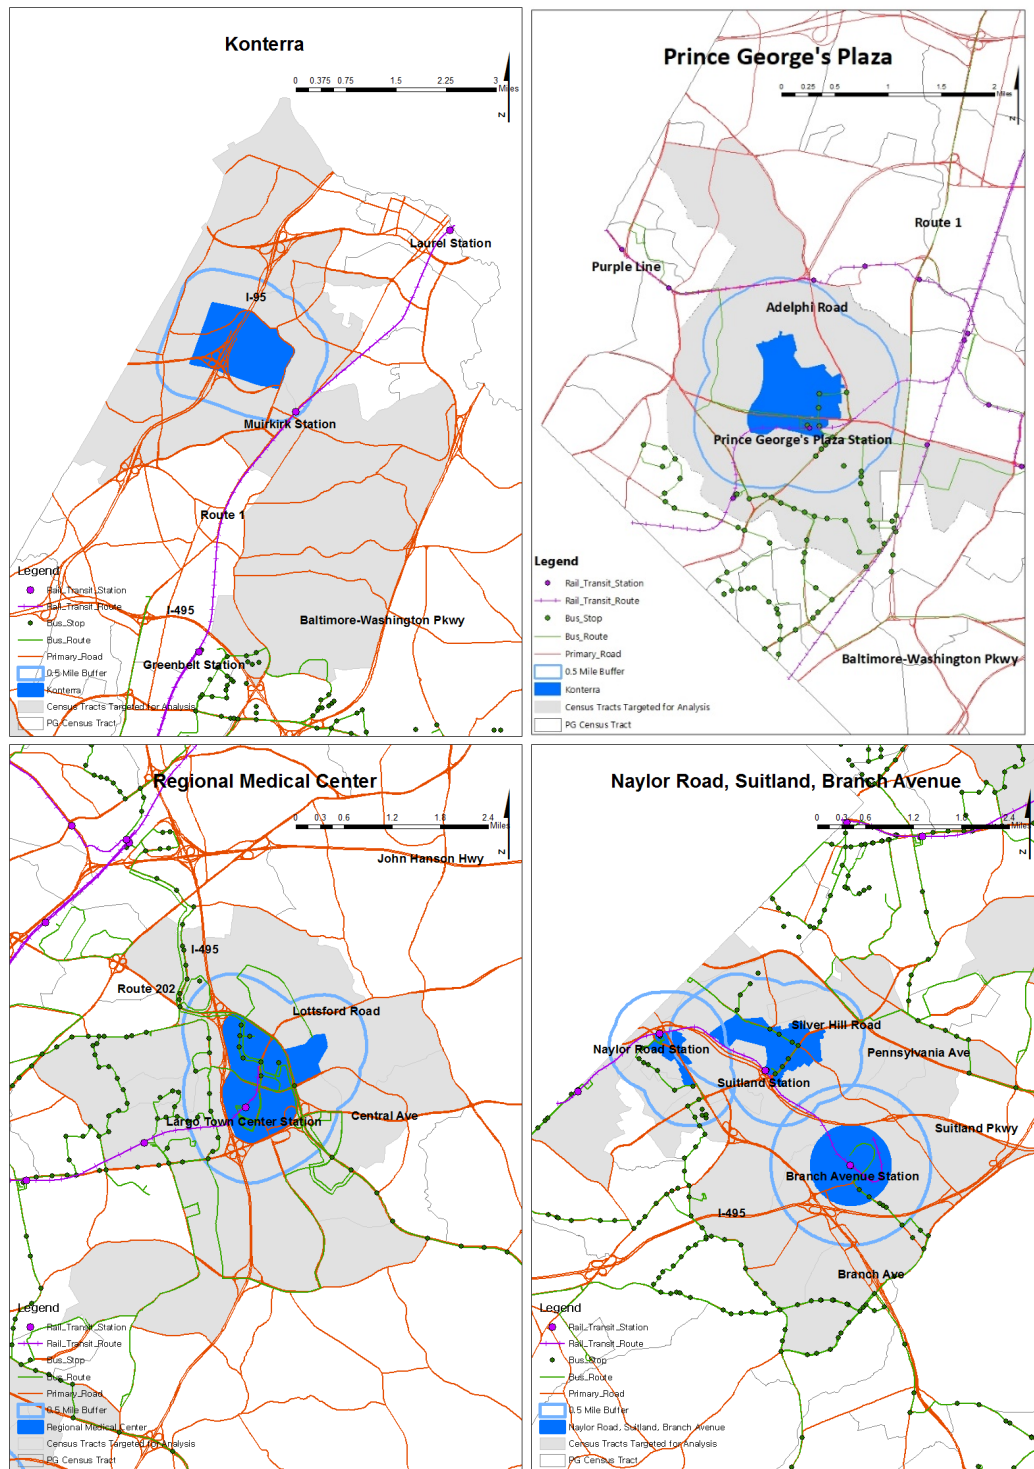 Konterra
0 0.375 0.75 1.5 2.25 3
Miles
N
Laurel Station
I-95
Muirkirk Station
Route 1
I-495
Baltimore-Washington Pkwy
Greenbelt Station
Legend
Rail_Transit_Station
Rail_Transit_Route
Bus_Stop
Bus_Route
Primary_Road
0.5 Mile Buffer
Konterra
Census Tracts Targeted for Analysis
PG Census Tract
Prince George's Plaza
0 0.25 0.5 1 1.5 2
Miles
N
Route 1
Purple Line
Adelphi Road
Prince George's Plaza Station
Baltimore-Washington Pkwy
Legend
Rail_Transit_Station
Rail_Transit_Route
Bus_Stop
Bus_Route
Primary_Road
0.5 Mile Buffer
Konterra
Census Tracts Targeted for Analysis
PG Census Tract
Regional Medical Center
0 0.3 0.6 1.2 1.8 2.4
Miles
N
John Hanson Hwy
I-495
Route 202
Lottsford Road
Central Ave
Largo Town Center Station
Legend
Rail_Transit_Station
Rail_Transit_Route
Bus_Stop
Bus_Route
Primary_Road
0.5 Mile Buffer
Regional Medical Center
Census Tracts Targeted for Analysis
PG Census Tract
Naylor Road, Suitland, Branch Avenue
0 0.3 0.6 1.2 1.8 2.4
Miles
N
Silver Hill Road
Naylor Road Station
Pennsylvania Ave
Suitland Station
Suitland Pkwy
Branch Avenue Station
I-495
Branch Ave
Legend
Rail_Transit_Station
Rail_Transit_Route
Bus_Stop
Bus_Route
Primary_Road
0.5 Mile Buffer
Naylor Road, Suitland, Branch Avenue
Census Tracts Targeted for Analysis
PG Census Tract